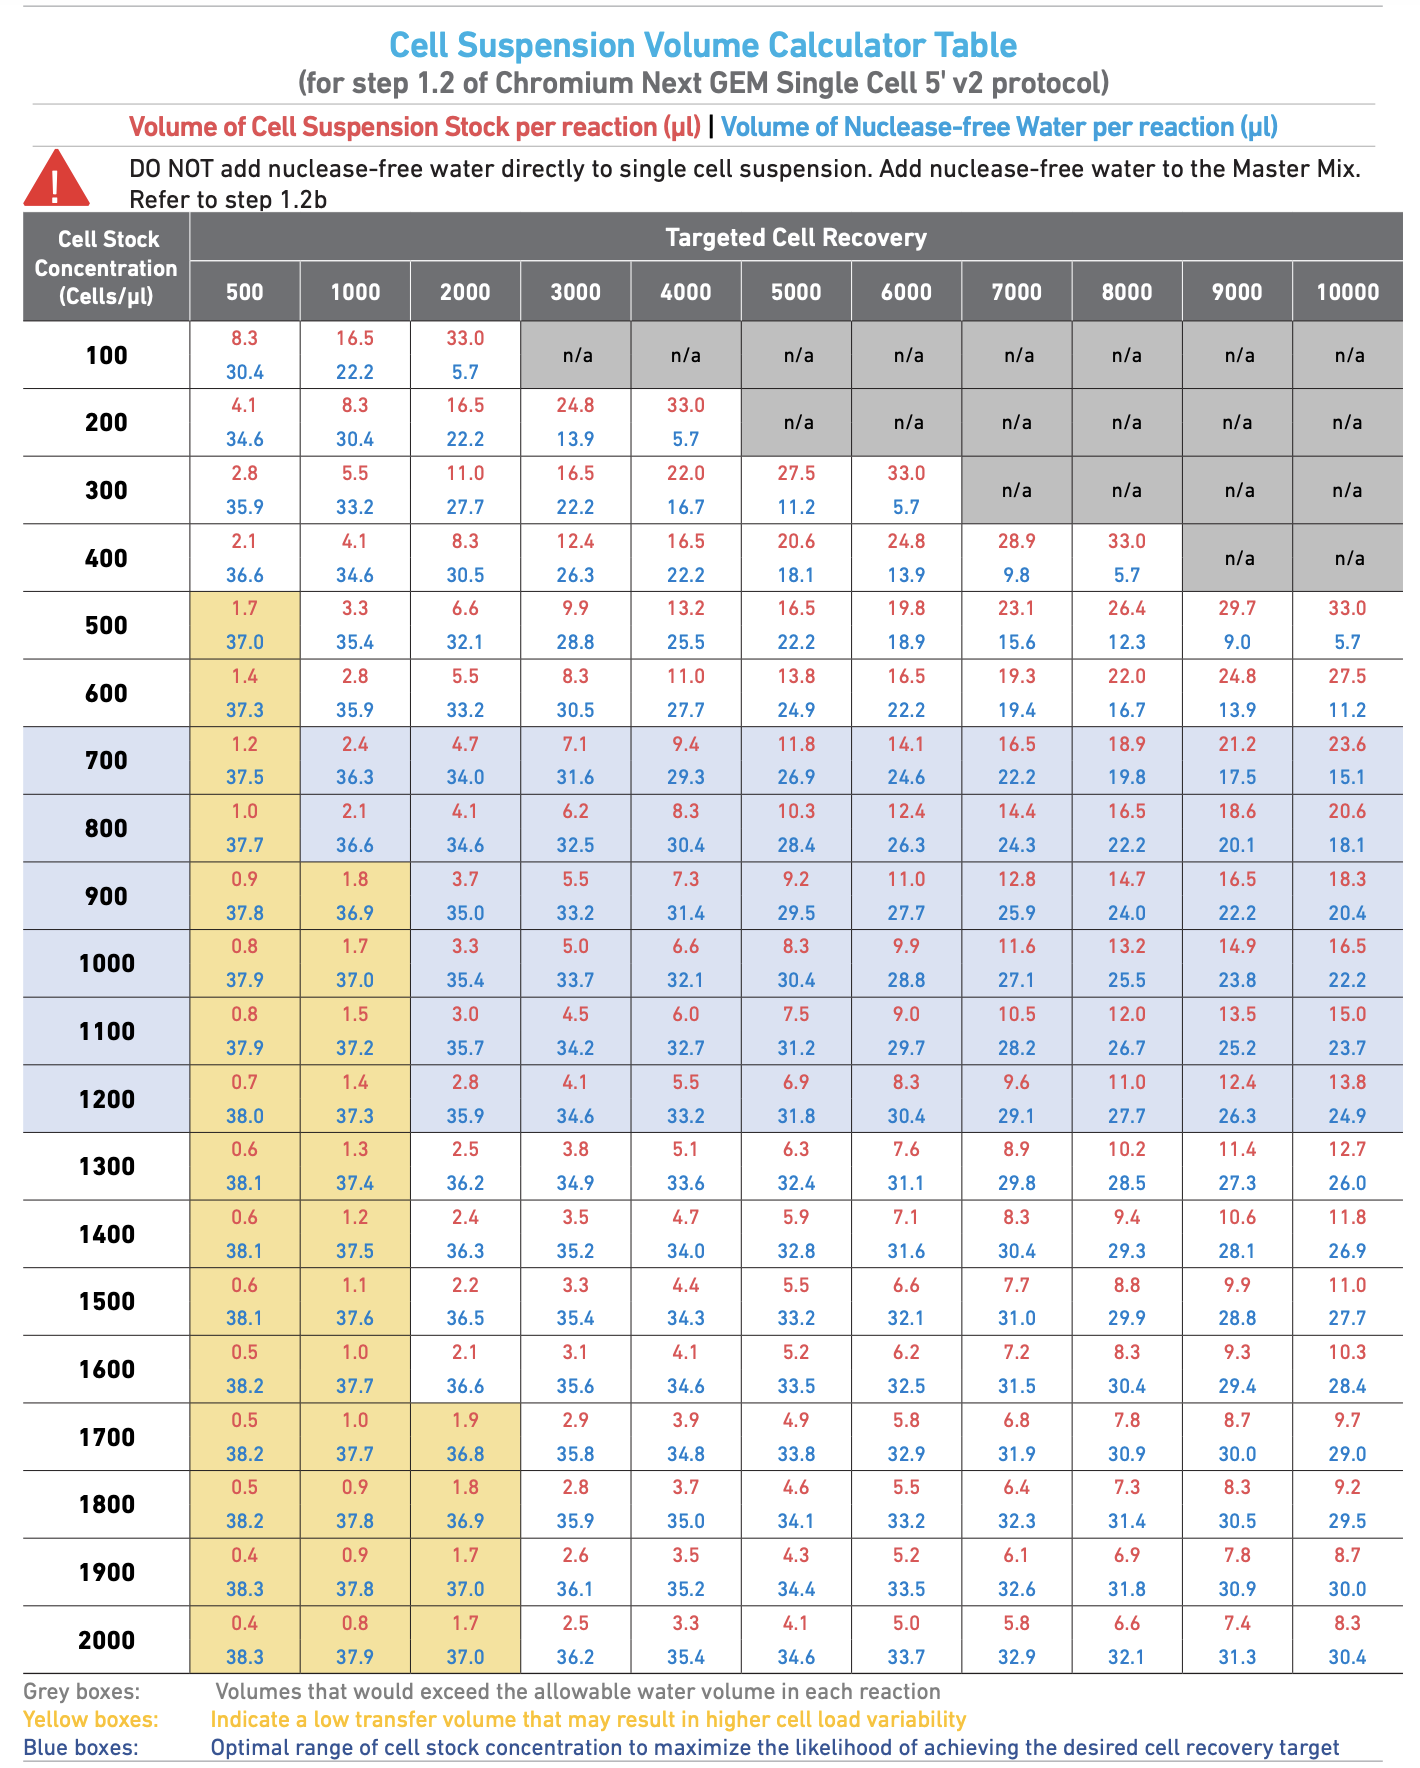 Cell Suspension Volume Calculator Table
(for step 1.2 of Chromium Next GEM Single Cell 5' v2 protocol)
Volume of Cell Suspension Stock per reaction (µl) | Volume of Nuclease-free Water per reaction (µl)
DO NOT add nuclease-free water directly to single cell suspension. Add nuclease-free water to the Master Mix.
Refer to step 1.2b
Cell Stock
Concentration
(Cells/µl)
Targeted Cell Recovery
500 1000 2000 3000 4000 5000 6000 7000 8000 9000 10000
100
8.3 16.5 33.0 n/a n/a n/a n/a n/a n/a n/a n/a
30.4 22.2 5.7
200
4.1 8.3 16.5 24.8 33.0 n/a n/a n/a n/a n/a n/a
34.6 30.4 22.2 13.9 5.7
300
2.8 5.5 11.0 16.5 22.0 27.5 33.0 n/a n/a n/a n/a
35.9 33.2 27.7 22.2 16.7 11.2 5.7
400
2.1 4.1 8.3 12.4 16.5 20.6 24.8 28.9 33.0 n/a n/a
36.6 34.6 30.5 26.3 22.2 18.1 13.9 9.8 5.7
500
1.7 3.3 6.6 9.9 13.2 16.5 19.8 23.1 26.4 29.7 33.0
37.0 35.4 32.1 28.8 25.5 22.2 18.9 15.6 12.3 9.0 5.7
600
1.4 2.8 5.5 8.3 11.0 13.8 16.5 19.3 22.0 24.8 27.5
37.3 35.9 33.2 30.5 27.7 24.9 22.2 19.4 16.7 13.9 11.2
700
1.2 2.4 4.7 7.1 9.4 11.8 14.1 16.5 18.9 21.2 23.6
37.5 36.3 34.0 31.6 29.3 26.9 24.6 22.2 19.8 17.5 15.1
800
1.0 2.1 4.1 6.2 8.3 10.3 12.4 14.4 16.5 18.6 20.6
37.7 36.6 34.6 32.5 30.4 28.4 26.3 24.3 22.2 20.1 18.1
900
0.9 1.8 3.7 5.5 7.3 9.2 11.0 12.8 14.7 16.5 18.3
37.8 36.9 35.0 33.2 31.4 29.5 27.7 25.9 24.0 22.2 20.4
1000
0.8 1.7 3.3 5.0 6.6 8.3 9.9 11.6 13.2 14.9 16.5
37.9 37.0 35.4 33.7 32.1 30.4 28.8 27.1 25.5 23.8 22.2
1100
0.8 1.5 3.0 4.5 6.0 7.5 9.0 10.5 12.0 13.5 15.0
37.9 37.2 35.7 34.2 32.7 31.2 29.7 28.2 26.7 25.2 23.7
1200
0.7 1.4 2.8 4.1 5.5 6.9 8.3 9.6 11.0 12.4 13.8
38.0 37.3 35.9 34.6 33.2 31.8 30.4 29.1 27.7 26.3 24.9
1300
0.6 1.3 2.5 3.8 5.1 6.3 7.6 8.9 10.2 11.4 12.7
38.1 37.4 36.2 34.9 33.6 32.4 31.1 29.8 28.5 27.3 26.0
1400
0.6 1.2 2.4 3.5 4.7 5.9 7.1 8.3 9.4 10.6 11.8
38.1 37.5 36.3 35.2 34.0 32.8 31.6 30.4 29.3 28.1 26.9
1500
0.6 1.1 2.2 3.3 4.4 5.5 6.6 7.7 8.8 9.9 11.0
38.1 37.6 36.5 35.4 34.3 33.2 32.1 31.0 29.9 28.8 27.7
1600
0.5 1.0 2.1 3.1 4.1 5.2 6.2 7.2 8.3 9.3 10.3
38.2 37.7 36.6 35.6 34.6 33.5 32.5 31.5 30.4 29.4 28.4
1700
0.5 1.0 1.9 2.9 3.9 4.9 5.8 6.8 7.8 8.7 9.7
38.2 37.7 36.8 35.8 34.8 33.8 32.9 31.9 30.9 30.0 29.0
1800
0.5 0.9 1.8 2.8 3.7 4.6 5.5 6.4 7.3 8.3 9.2
38.2 37.8 36.9 35.9 35.0 34.1 33.2 32.3 31.4 30.5 29.5
1900
0.4 0.9 1.7 2.6 3.5 4.3 5.2 6.1 6.9 7.8 8.7
38.3 37.8 37.0 36.1 35.2 34.4 33.5 32.6 31.8 30.9 30.0
2000
0.4 0.8 1.7 2.5 3.3 4.1 5.0 5.8 6.6 7.4 8.3
38.3 37.9 37.0 36.2 35.4 34.6 33.7 32.9 32.1 31.3 30.4
Grey boxes: Volumes that would exceed the allowable water volume in each reaction
Yellow boxes: Indicate a low transfer volume that may result in higher cell load variability
Blue boxes: Optimal range of cell stock concentration to maximize the likelihood of achieving the desired cell recovery target